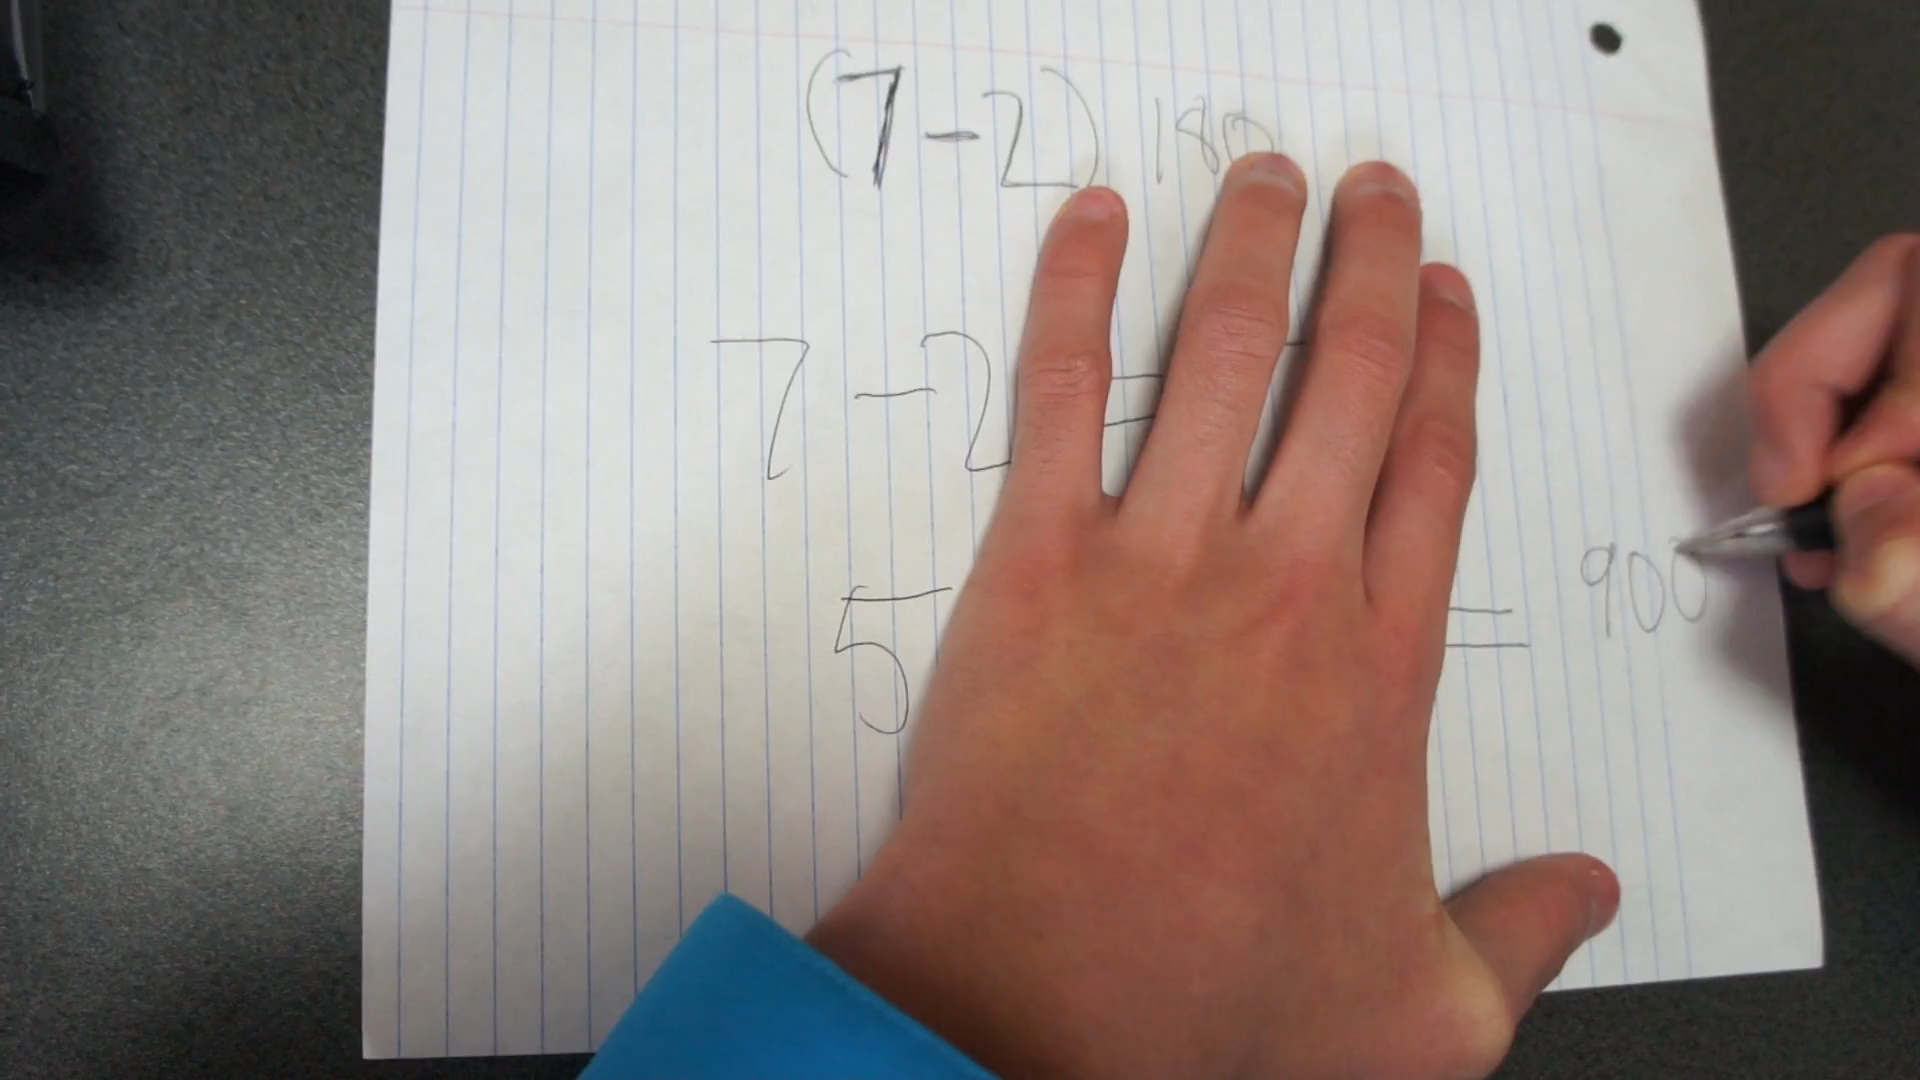 (7-2) 180
7-2=
5 = 900